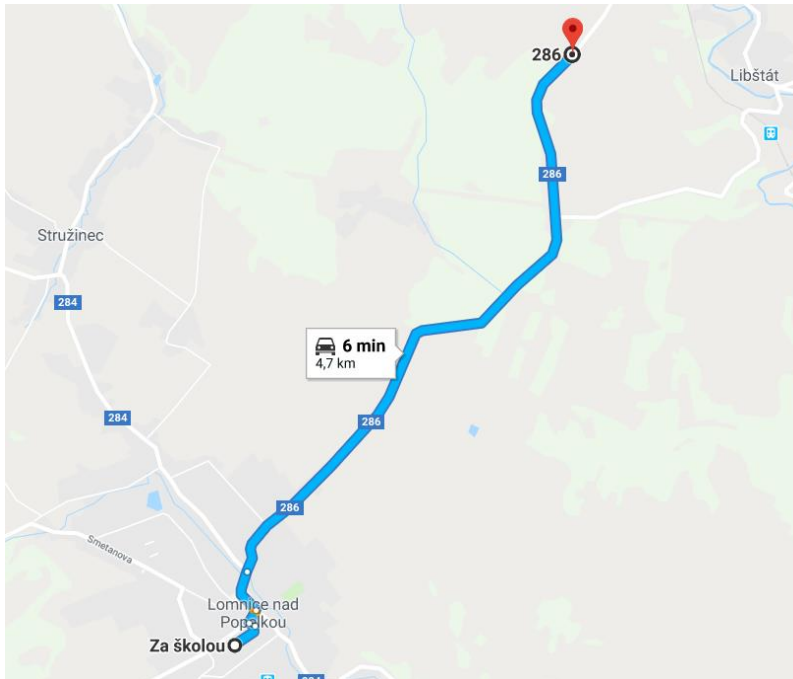 286
Libštát
286
Stružinec
284
6 min
4,7 km
284
286
286
Smetanova
Lomnice nad
Popelkou
Za školou
284